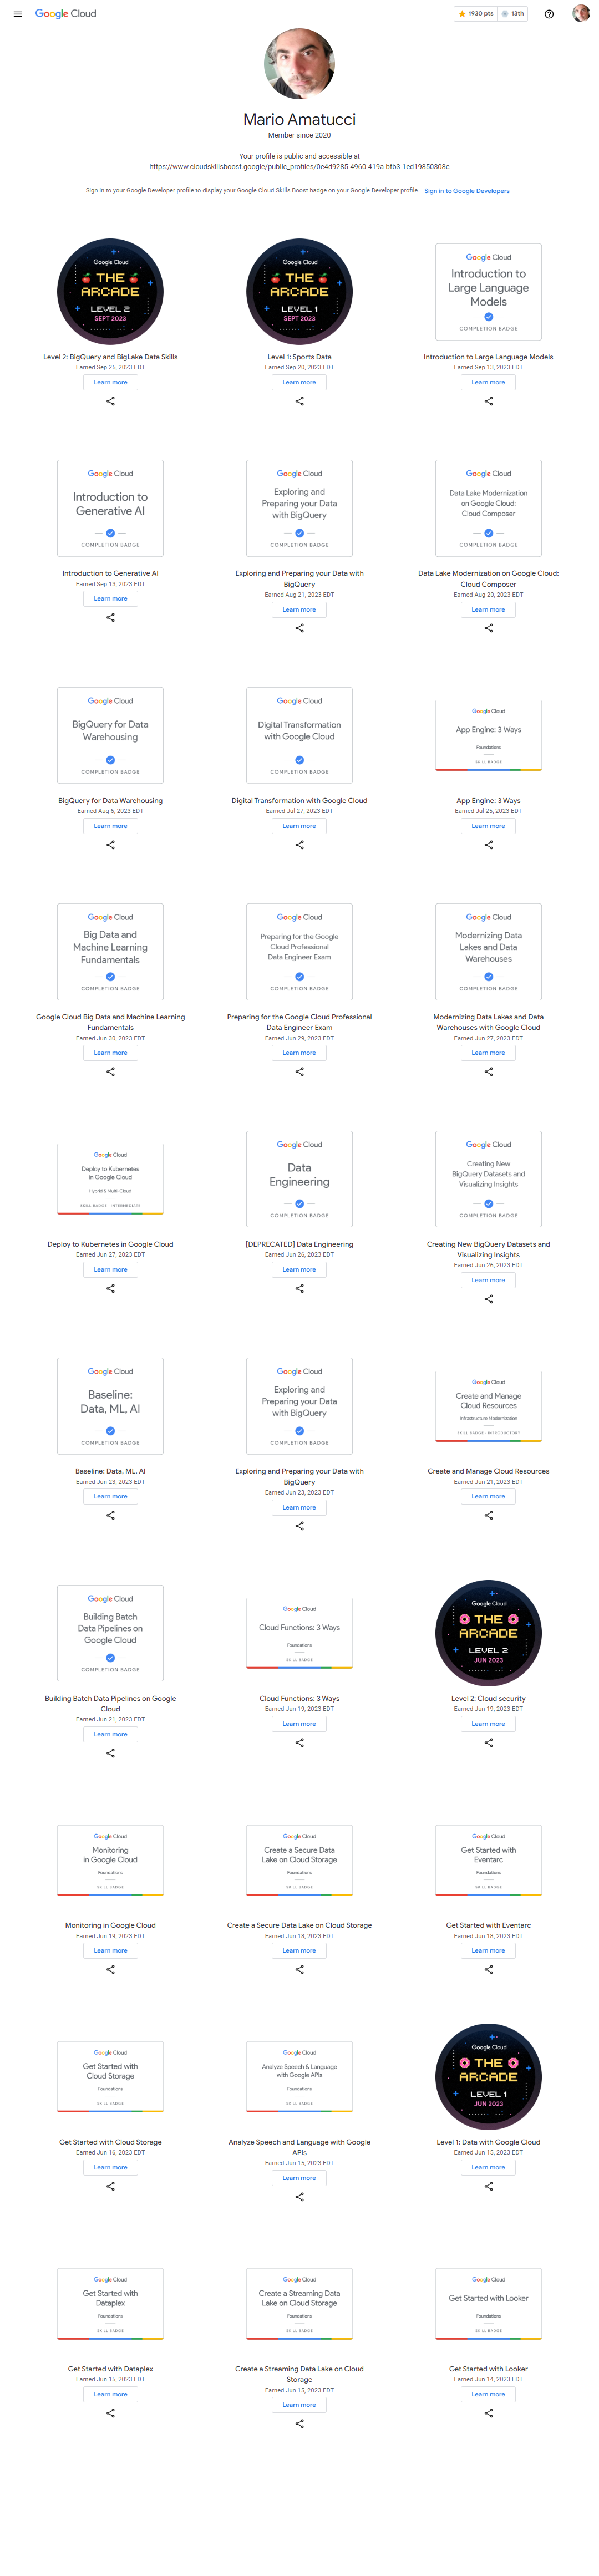 Google Cloud
1930 pts
13th
Mario Amatucci
Member since 2020
Your profile is public and accessible at
https://www.cloudskillsboost.google/public_profiles/0e4d9285-4960-419a-bfb3-1ed19850308c
Sign in to your Google Developer profile to display your Google Cloud Skills Boost badge on your Google Developer profile. Sign in to Google Developers
Google Cloud
THE
ARCADE
LEVEL 2
SEPT 2023
Level 2: BigQuery and BigLake Data Skills
Earned Sep 25, 2023 EDT
Learn more
Google Cloud
THE
ARCADE
LEVEL 1
SEPT 2023
Level 1: Sports Data
Earned Sep 20, 2023 EDT
Learn more
Google Cloud
Introduction to
Large Language
Models
COMPLETION BADGE
Introduction to Large Language Models
Earned Sep 13, 2023 EDT
Learn more
Google Cloud
Introduction to
Generative AI
COMPLETION BADGE
Introduction to Generative AI
Earned Sep 13, 2023 EDT
Learn more
Google Cloud
Exploring and
Preparing your Data
with BigQuery
COMPLETION BADGE
Exploring and Preparing your Data with
BigQuery
Earned Aug 21, 2023 EDT
Learn more
Google Cloud
Data Lake Modernization
on Google Cloud:
Cloud Composer
COMPLETION BADGE
Data Lake Modernization on Google Cloud:
Cloud Composer
Earned Aug 20, 2023 EDT
Learn more
Google Cloud
BigQuery for Data
Warehousing
COMPLETION BADGE
BigQuery for Data Warehousing
Earned Aug 6, 2023 EDT
Learn more
Google Cloud
Digital Transformation
with Google Cloud
COMPLETION BADGE
Digital Transformation with Google Cloud
Earned Jul 27, 2023 EDT
Learn more
Google Cloud
App Engine: 3 Ways
Foundations
SKILL BADGE
App Engine: 3 Ways
Earned Jul 25, 2023 EDT
Learn more
Google Cloud
Big Data and
Machine Learning
Fundamentals
COMPLETION BADGE
Google Cloud Big Data and Machine Learning
Fundamentals
Earned Jun 30, 2023 EDT
Learn more
Google Cloud
Preparing for the Google
Cloud Professional
Data Engineer Exam
COMPLETION BADGE
Preparing for the Google Cloud Professional
Data Engineer Exam
Earned Jun 29, 2023 EDT
Learn more
Google Cloud
Modernizing Data
Lakes and Data
Warehouses
COMPLETION BADGE
Modernizing Data Lakes and Data
Warehouses with Google Cloud
Earned Jun 27, 2023 EDT
Learn more
Google Cloud
Deploy to Kubernetes
in Google Cloud
Hybrid & Multi-Cloud
SKILL BADGE · INTERMEDIATE
Deploy to Kubernetes in Google Cloud
Earned Jun 27, 2023 EDT
Learn more
Google Cloud
Data
Engineering
COMPLETION BADGE
[DEPRECATED] Data Engineering
Earned Jun 26, 2023 EDT
Learn more
Google Cloud
Creating New
BigQuery Datasets and
Visualizing Insights
COMPLETION BADGE
Creating New BigQuery Datasets and
Visualizing Insights
Earned Jun 26, 2023 EDT
Learn more
Google Cloud
Baseline:
Data, ML, AI
COMPLETION BADGE
Baseline: Data, ML, AI
Earned Jun 23, 2023 EDT
Learn more
Google Cloud
Exploring and
Preparing your Data
with BigQuery
COMPLETION BADGE
Exploring and Preparing your Data with
BigQuery
Earned Jun 23, 2023 EDT
Learn more
Google Cloud
Create and Manage
Cloud Resources
Infrastructure Modernization
SKILL BADGE · INTRODUCTORY
Create and Manage Cloud Resources
Earned Jun 21, 2023 EDT
Learn more
Google Cloud
Building Batch
Data Pipelines on
Google Cloud
COMPLETION BADGE
Building Batch Data Pipelines on Google
Cloud
Earned Jun 21, 2023 EDT
Learn more
Google Cloud
Cloud Functions: 3 Ways
Foundations
SKILL BADGE
Cloud Functions: 3 Ways
Earned Jun 19, 2023 EDT
Learn more
Google Cloud
THE
ARCADE
LEVEL 2
JUN 2023
Level 2: Cloud security
Earned Jun 19, 2023 EDT
Learn more
Google Cloud
Monitoring
in Google Cloud
Foundations
SKILL BADGE
Monitoring in Google Cloud
Earned Jun 19, 2023 EDT
Learn more
Google Cloud
Create a Secure Data
Lake on Cloud Storage
Foundations
SKILL BADGE
Create a Secure Data Lake on Cloud Storage
Earned Jun 18, 2023 EDT
Learn more
Google Cloud
Get Started with
Eventarc
Foundations
SKILL BADGE
Get Started with Eventarc
Earned Jun 18, 2023 EDT
Learn more
Google Cloud
Get Started with
Cloud Storage
Foundations
SKILL BADGE
Get Started with Cloud Storage
Earned Jun 16, 2023 EDT
Learn more
Google Cloud
Analyze Speech & Language
with Google APIs
Foundations
SKILL BADGE
Analyze Speech and Language with Google
APIs
Earned Jun 15, 2023 EDT
Learn more
Google Cloud
THE
ARCADE
LEVEL 1
JUN 2023
Level 1: Data with Google Cloud
Earned Jun 15, 2023 EDT
Learn more
Google Cloud
Get Started with
Dataplex
Foundations
SKILL BADGE
Get Started with Dataplex
Earned Jun 15, 2023 EDT
Learn more
Google Cloud
Create a Streaming Data
Lake on Cloud Storage
Foundations
SKILL BADGE
Create a Streaming Data Lake on Cloud
Storage
Earned Jun 15, 2023 EDT
Learn more
Google Cloud
Get Started with Looker
Foundations
SKILL BADGE
Get Started with Looker
Earned Jun 14, 2023 EDT
Learn more